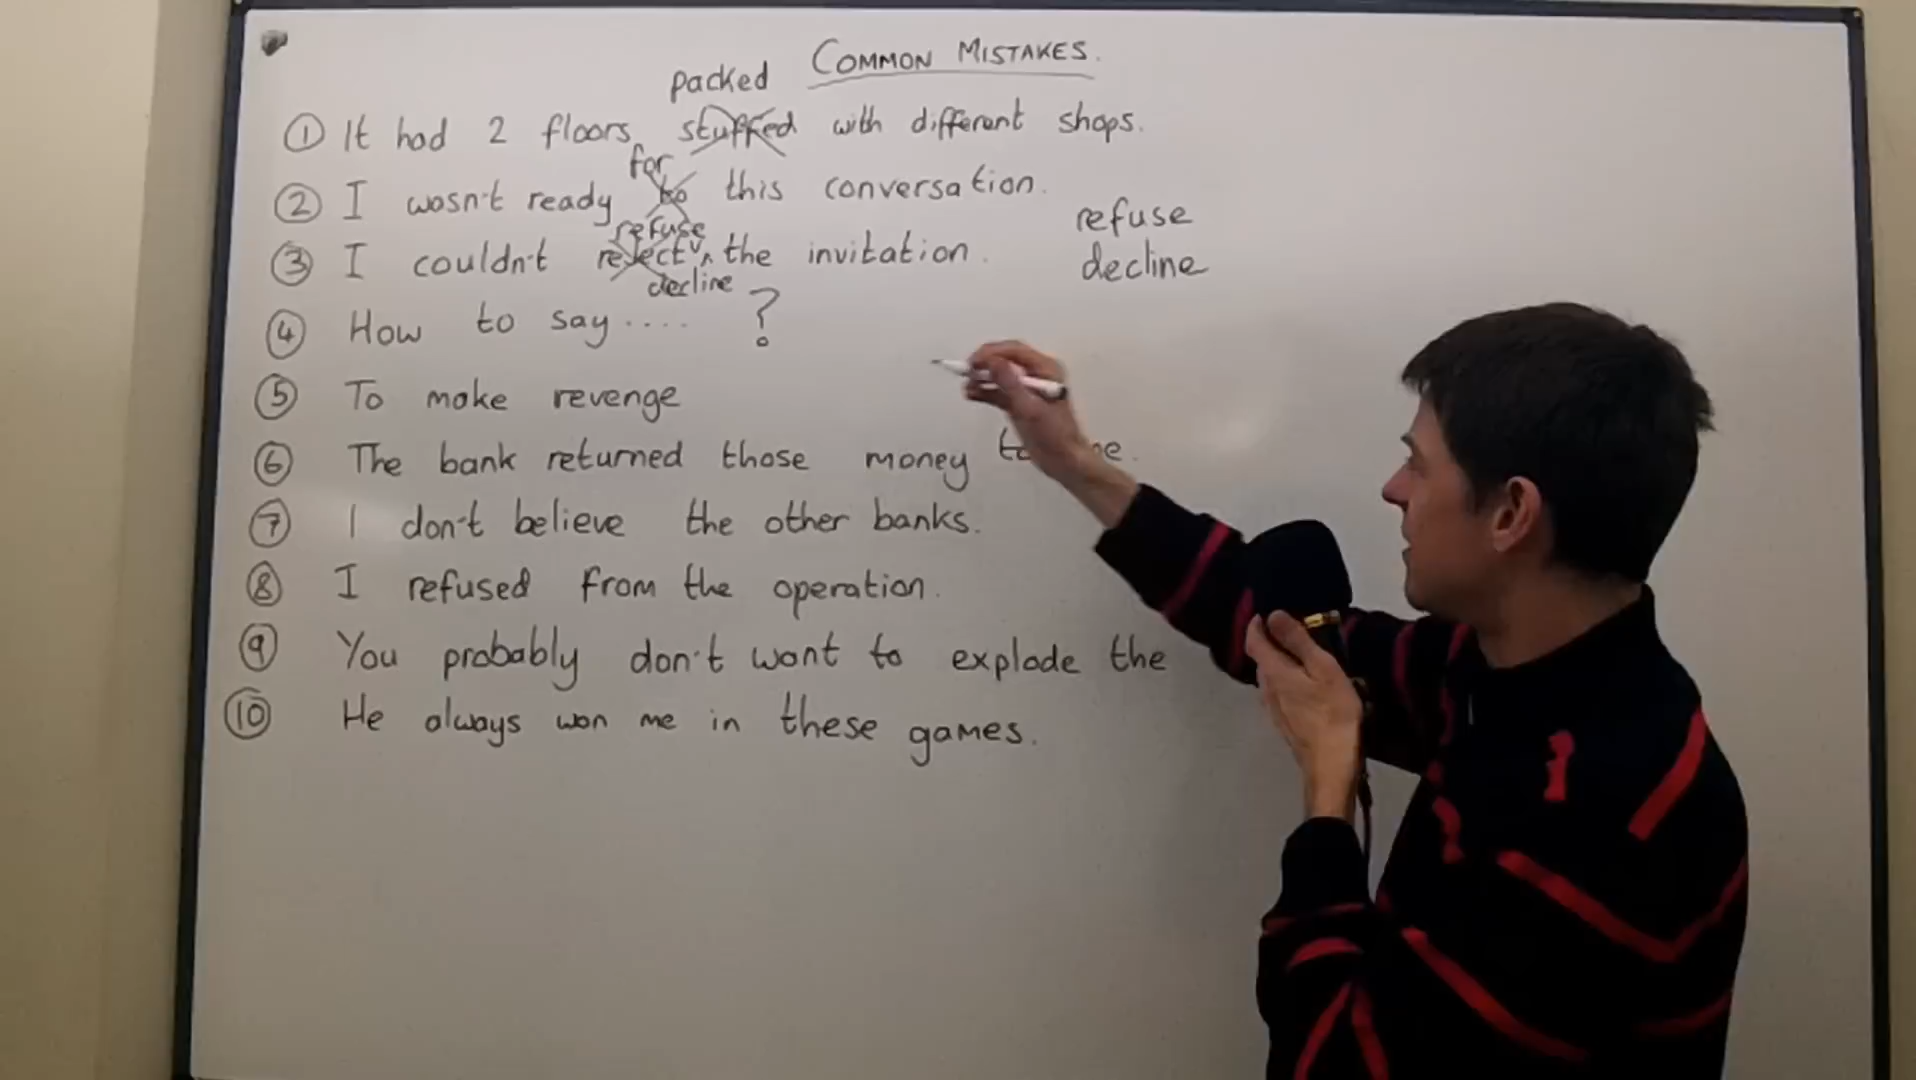 COMMON MISTAKES.
packed
① It had 2 floors stuffed with different shops.
for
② I wasn't ready to this conversation.
refuse
refuse
③ I couldn't reject the invitation.
decline
decline
④ How to say .... ?
⑤ To make revenge
⑥ The bank returned those money
⑦ I don't believe the other banks.
⑧ I refused from the operation.
⑨ You probably don't want to explode the
⑩ He always won me in these games.